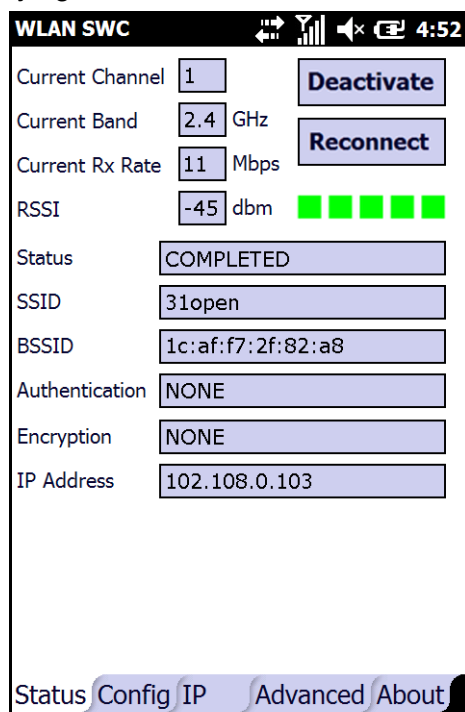 WLAN SWC 4:52
Current Channel 1 Deactivate
Current Band 2.4 GHz
Reconnect
Current Rx Rate 11 Mbps
RSSI -45 dbm
Status COMPLETED
SSID 31open
BSSID 1c:af:f7:2f:82:a8
Authentication NONE
Encryption NONE
IP Address 102.108.0.103
Status Config IP Advanced About